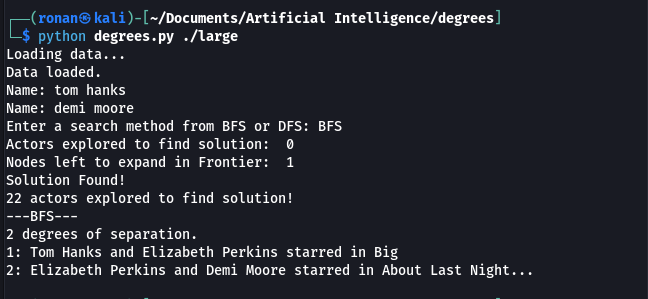 (ronan㉿kali)-[~/Documents/Artificial Intelligence/degrees]
$ python degrees.py ./large
Loading data...
Data loaded.
Name: tom hanks
Name: demi moore
Enter a search method from BFS or DFS: BFS
Actors explored to find solution:  0
Nodes left to expand in Frontier:  1
Solution Found!
22 actors explored to find solution!
---BFS---
2 degrees of separation.
1: Tom Hanks and Elizabeth Perkins starred in Big
2: Elizabeth Perkins and Demi Moore starred in About Last Night...